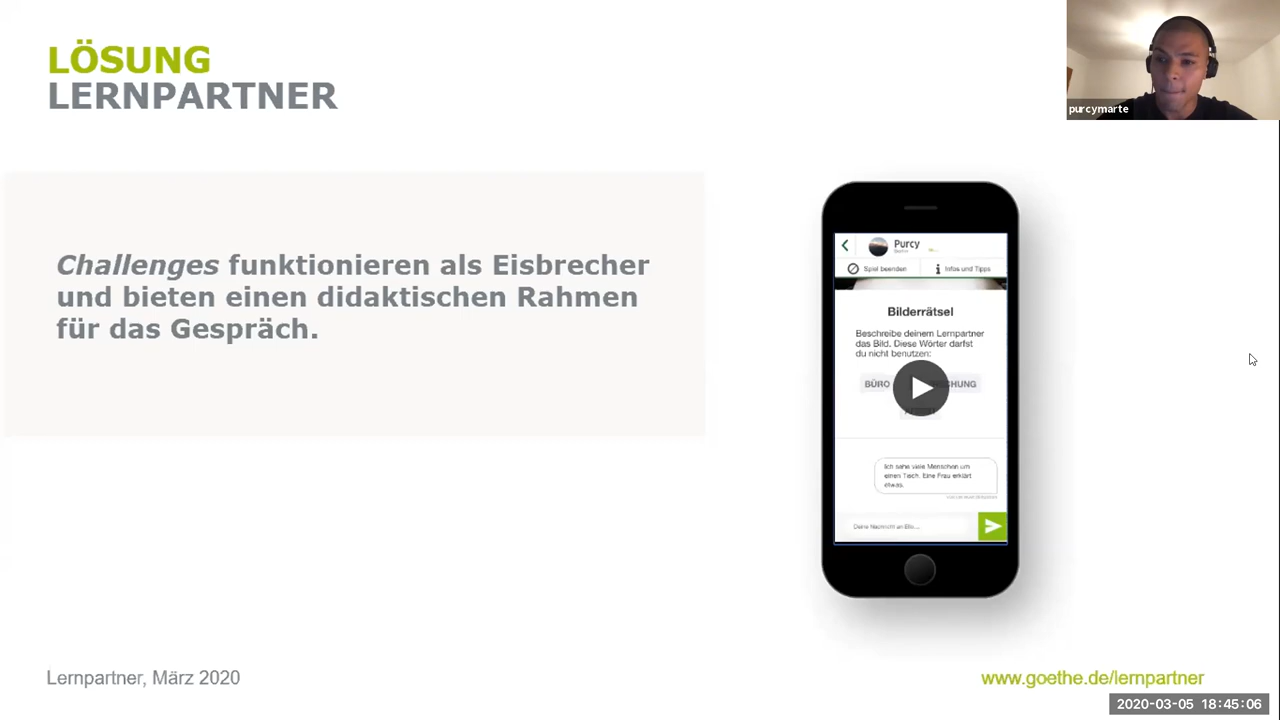 LÖSUNG
LERNPARTNER
purcymarte
Challenges funktionieren als Eisbrecher
und bieten einen didaktischen Rahmen
für das Gespräch.
Purcy
Spiel beenden
Infos und Tipps
Bilderrätsel
Beschreibe deinem Lernpartner
das Bild. Diese Wörter darfst
du nicht benutzen:
BÜRO
Ich sehe viele Menschen um
einen Tisch. Eine Frau erklärt
etwas.
Deine Nachricht an
Lernpartner, März 2020
www.goethe.de/lernpartner
2020-03-05 18:45:06